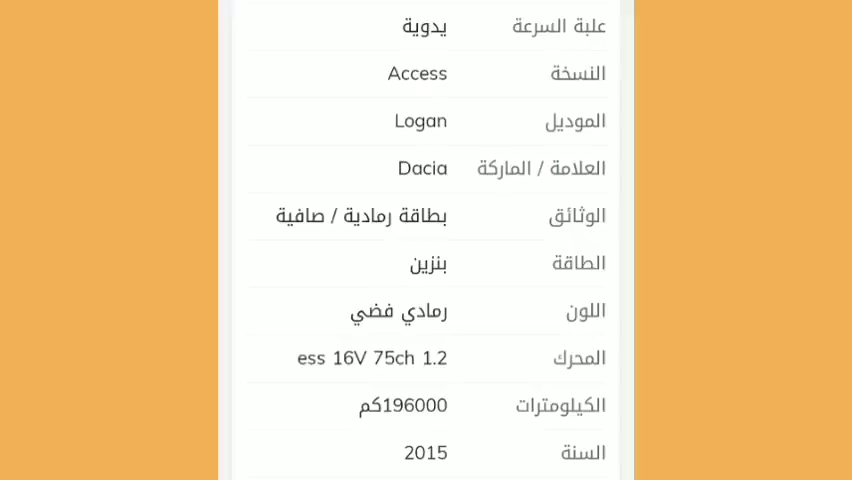 علبة السرعة يدوية
النسخة Access
الموديل Logan
العلامة / الماركة Dacia
الوثائق بطاقة رمادية / صافية
الطاقة بنزين
اللون رمادي فضي
المحرك 1.2 ess 16V 75ch
الكيلومترات 196000كم
السنة 2015